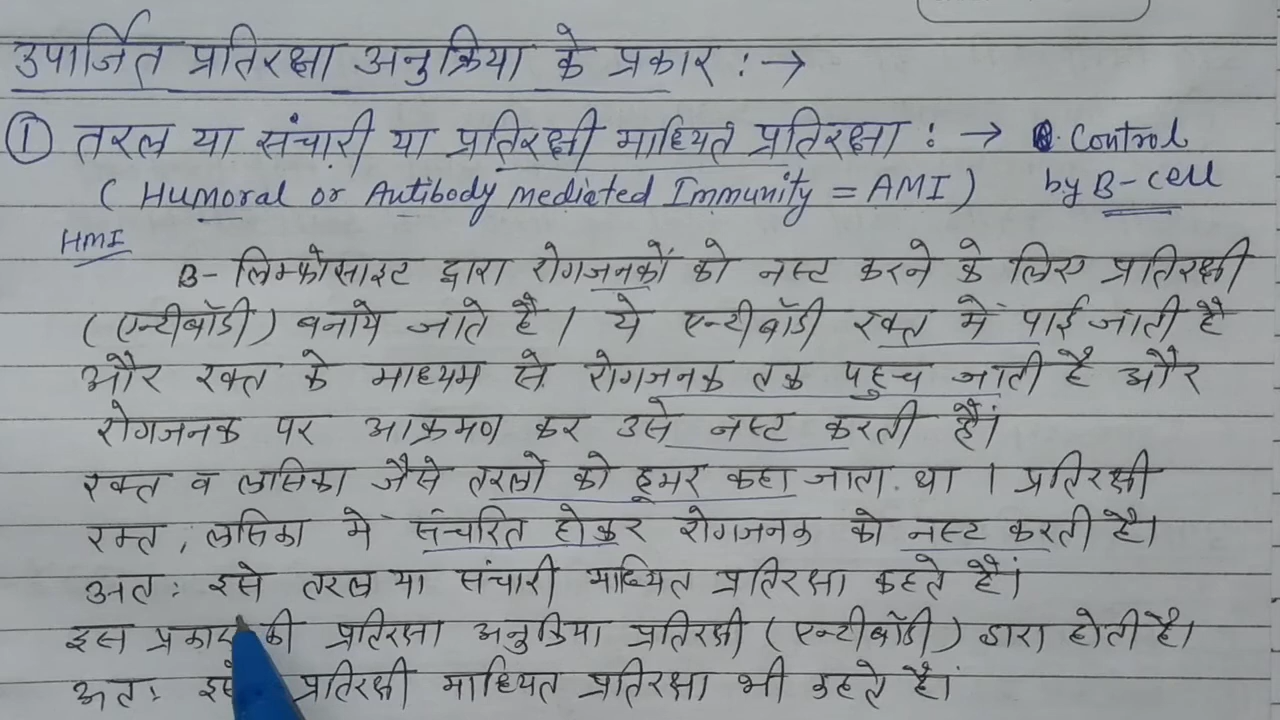 उपार्जित प्रतिरक्षा अनुक्रिया के प्रकार : →
① तरल या संचारी या प्रतिरक्षी माध्यित प्रतिरक्षा : → Control
( Humoral or Antibody mediated Immunity = AMI ) by B-cell
HMI
B- लिम्फोसाइट द्वारा रोगजनकों को नस्ट करने के लिए प्रतिरक्षी
(एन्टीबॉडी) बनाये जाते है । ये एन्टीबॉडी रक्त में पाई जाती है
और रक्त के माध्यम से रोगजनक तक पहुच जाती है और
रोगजनक पर आक्रमण कर उसे नस्ट करती हैं।
रक्त व लसिका जैसे तरलों को हूमर कहा जाता था । प्रतिरक्षी
रक्त, लसिका में संचरित होकर रोगजनक को नस्ट करती है।
अत: इसे तरल या संचारी माध्यित प्रतिरक्षा कहते हैं।
इस प्रकार की प्रतिरक्षा अनुक्रिया प्रतिरक्षी (एन्टीबॉडी) द्वारा होती है।
अत: इसे प्रतिरक्षी माध्यित प्रतिरक्षा भी कहते है।